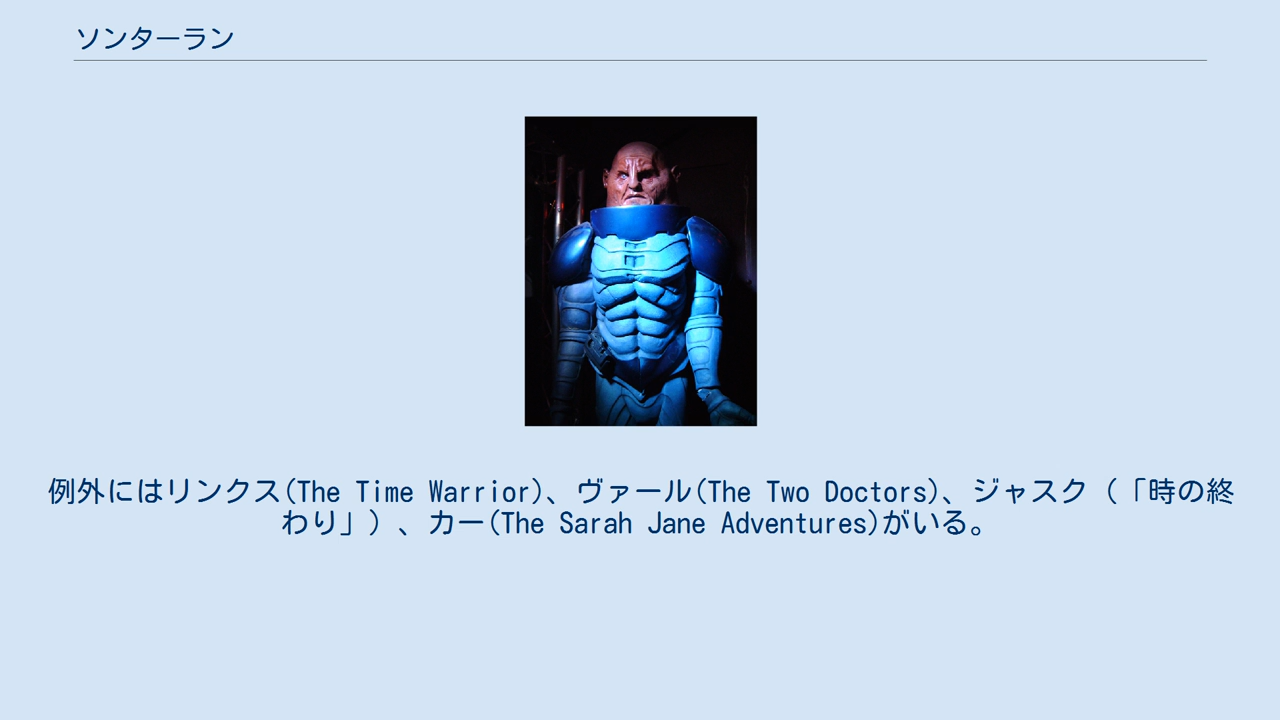 ソンターラン
例外にはリンクス(The Time Warrior)、ヴァール(The Two Doctors)、ジャスク（「時の終
わり」）、カー(The Sarah Jane Adventures)がいる。